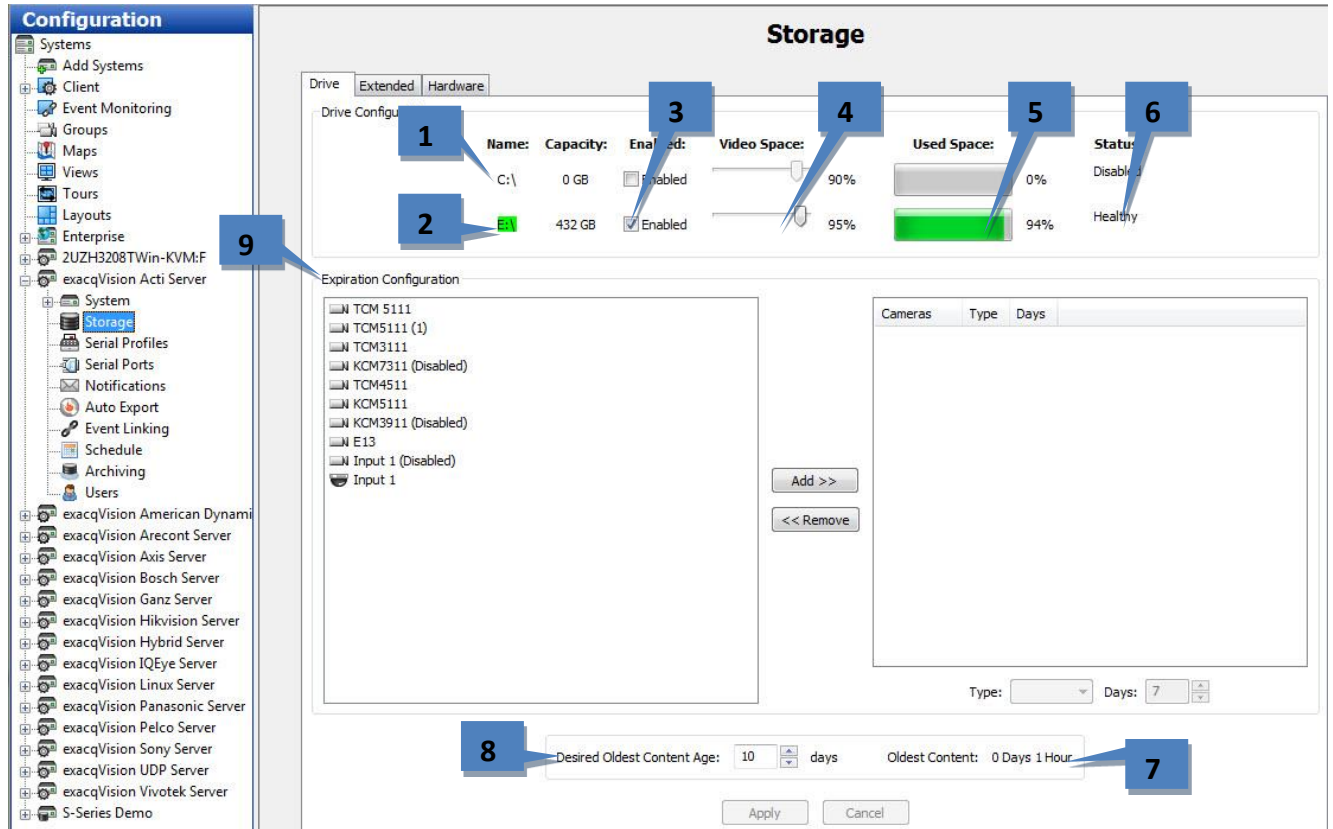 Configuration
Systems
Add Systems
Client
Event Monitoring
Groups
Maps
Views
Tours
Layouts
Enterprise
2UZH3208TWin-KVM:F
exacqVision Acti Server
System
Storage
Serial Profiles
Serial Ports
Notifications
Auto Export
Event Linking
Schedule
Archiving
Users
exacqVision American Dynami
exacqVision Arecont Server
exacqVision Axis Server
exacqVision Bosch Server
exacqVision Ganz Server
exacqVision Hikvision Server
exacqVision Hybrid Server
exacqVision IQEye Server
exacqVision Linux Server
exacqVision Panasonic Server
exacqVision Pelco Server
exacqVision Sony Server
exacqVision UDP Server
exacqVision Vivotek Server
S-Series Demo
Storage
Drive Extended Hardware
Drive Configu
1 2 3 4 5 6
Name: Capacity: Enabled: Video Space: Used Space: Status
C:\ 0 GB Enabled 90% 0% Disabled
E:\ 432 GB Enabled 95% 94% Healthy
9
Expiration Configuration
TCM 5111
TCM5111 (1)
TCM3111
KCM7311 (Disabled)
TCM4511
KCM5111
KCM3911 (Disabled)
E13
Input 1 (Disabled)
Input 1
Add >>
<< Remove
Cameras Type Days
Type: Days: 7
8
Desired Oldest Content Age: 10 days Oldest Content: 0 Days 1 Hour
7
Apply Cancel